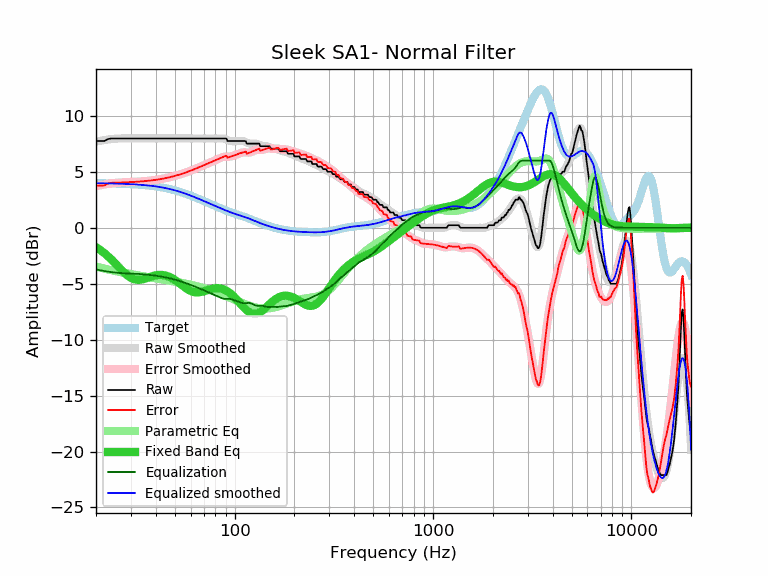 Sleek SA1- Normal Filter
Amplitude (dBr)
10
5
0
−5
−10
−15
−20
−25
Target
Raw Smoothed
Error Smoothed
Raw
Error
Parametric Eq
Fixed Band Eq
Equalization
Equalized smoothed
100 1000 10000
Frequency (Hz)